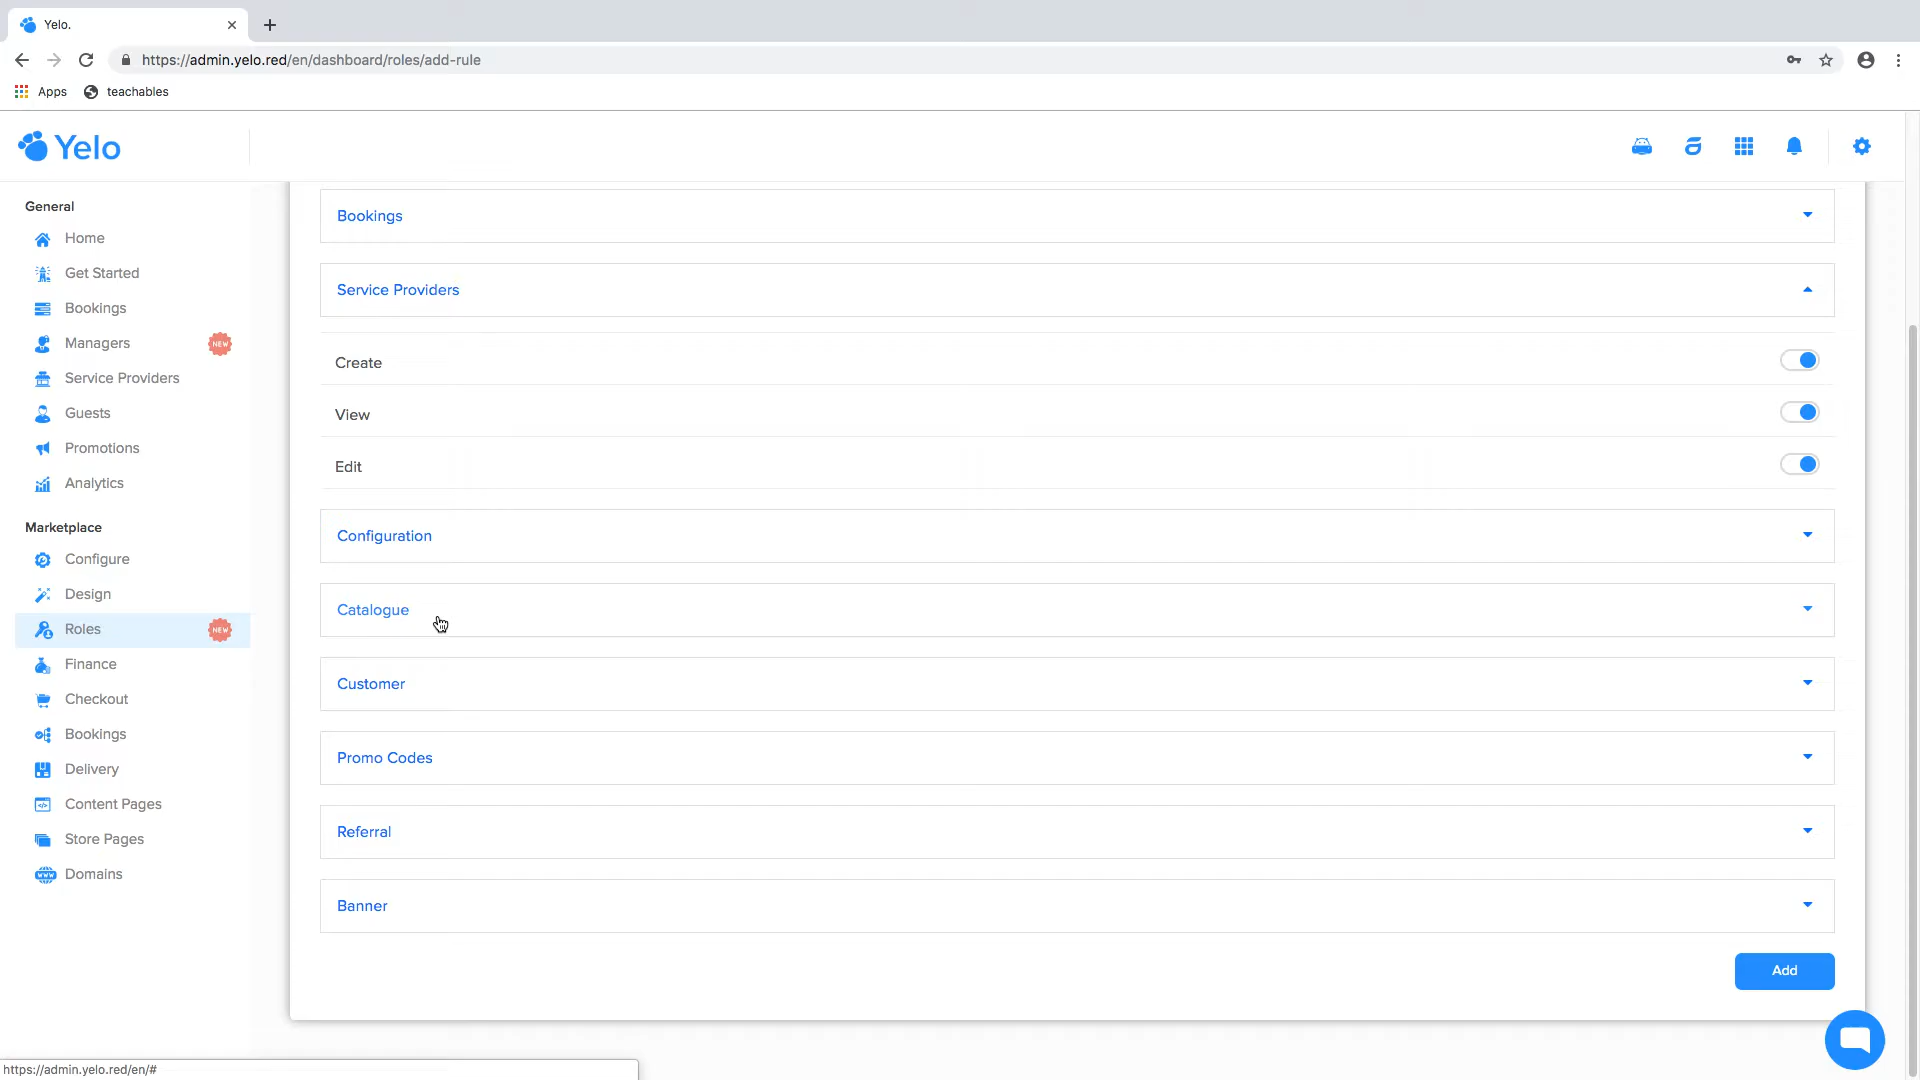 Yelo.
https://admin.yelo.red/en/dashboard/roles/add-rule
Apps
teachables
Yelo
General
Home
Get Started
Bookings
Managers
NEW
Service Providers
Guests
Promotions
Analytics
Marketplace
Configure
Design
Roles
NEW
Finance
Checkout
Bookings
Delivery
Content Pages
Store Pages
Domains
Bookings
Service Providers
Create
View
Edit
Configuration
Catalogue
Customer
Promo Codes
Referral
Banner
Add
https://admin.yelo.red/en/#